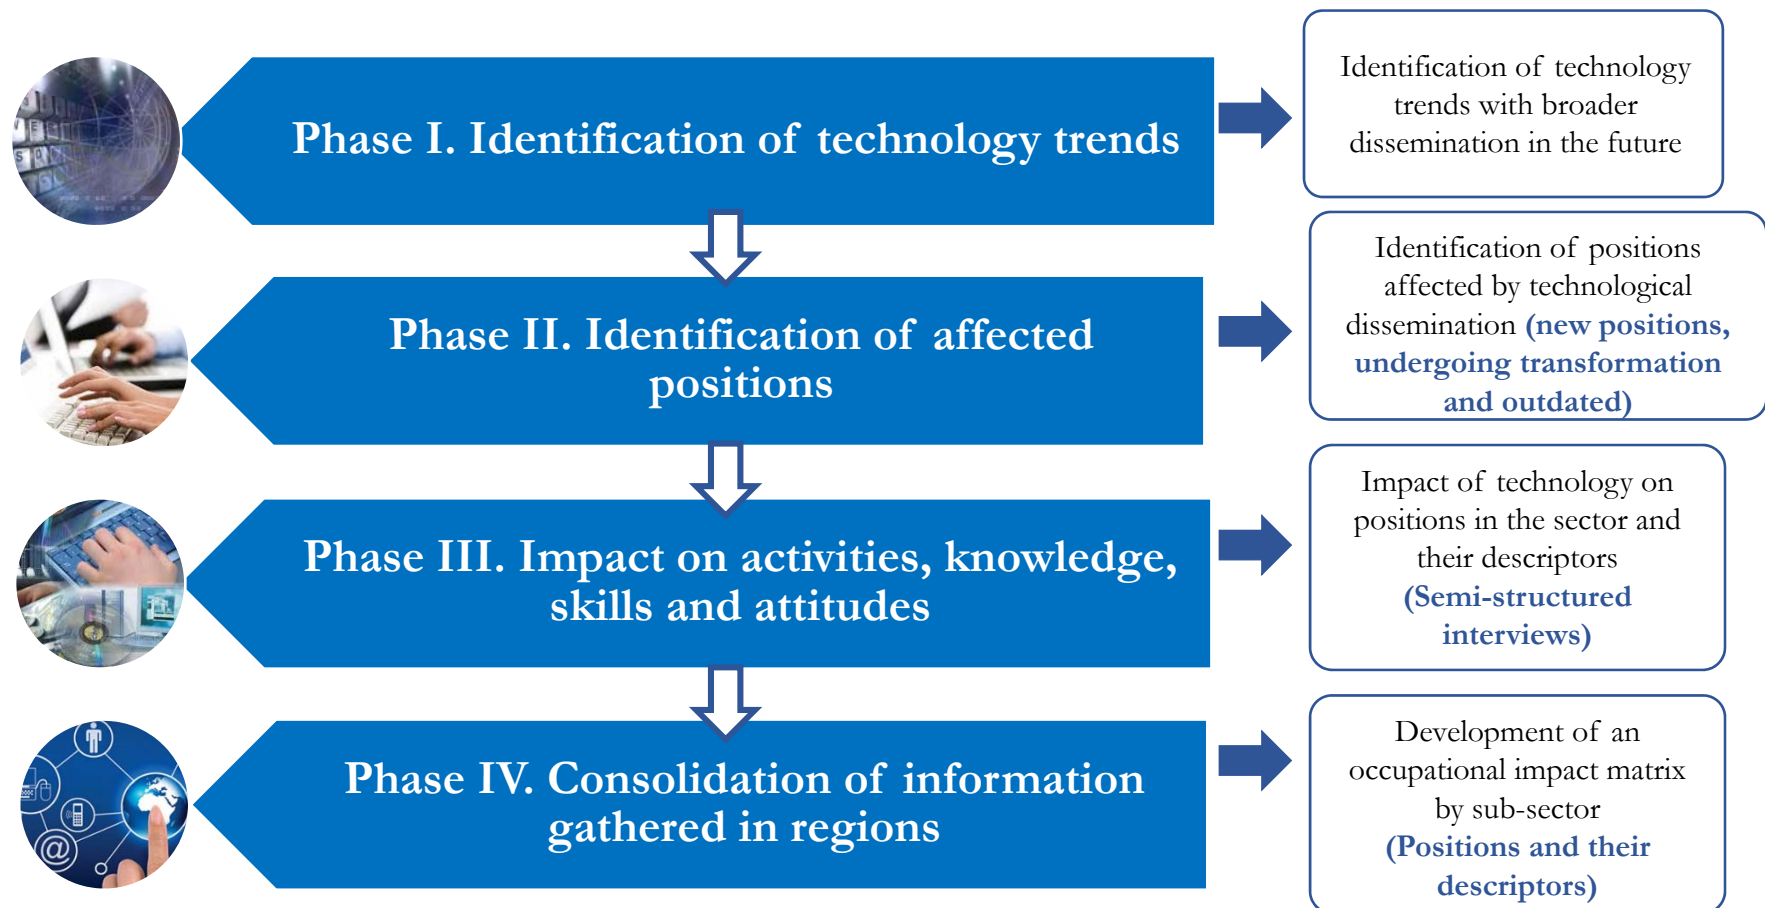 Phase I. Identification of technology trends
Identification of technology
trends with broader
dissemination in the future
Phase II. Identification of affected
positions
Identification of positions
affected by technological
dissemination (new positions,
undergoing transformation
and outdated)
Phase III. Impact on activities, knowledge,
skills and attitudes
Impact of technology on
positions in the sector and
their descriptors
(Semi-structured
interviews)
Phase IV. Consolidation of information
gathered in regions
@
Development of an
occupational impact matrix
by sub-sector
(Positions and their
descriptors)